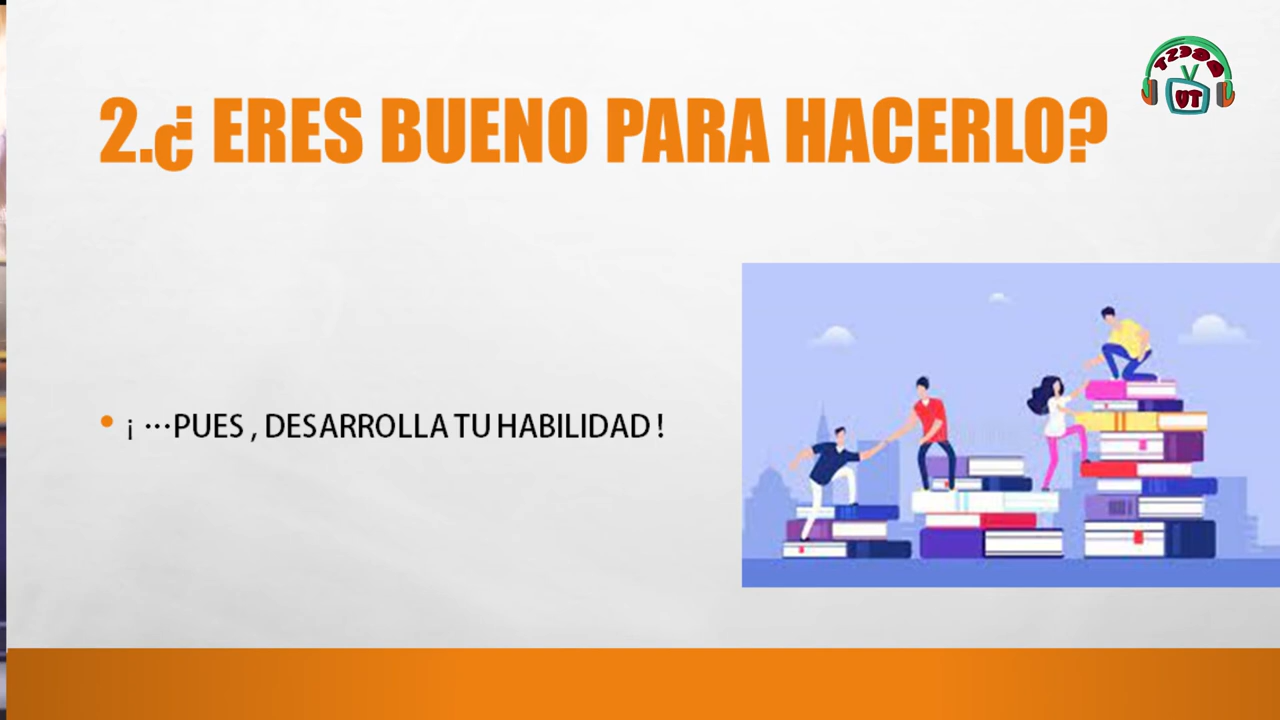 2.¿ ERES BUENO PARA HACERLO?
¡ ...PUES , DESARROLLA TU HABILIDAD !